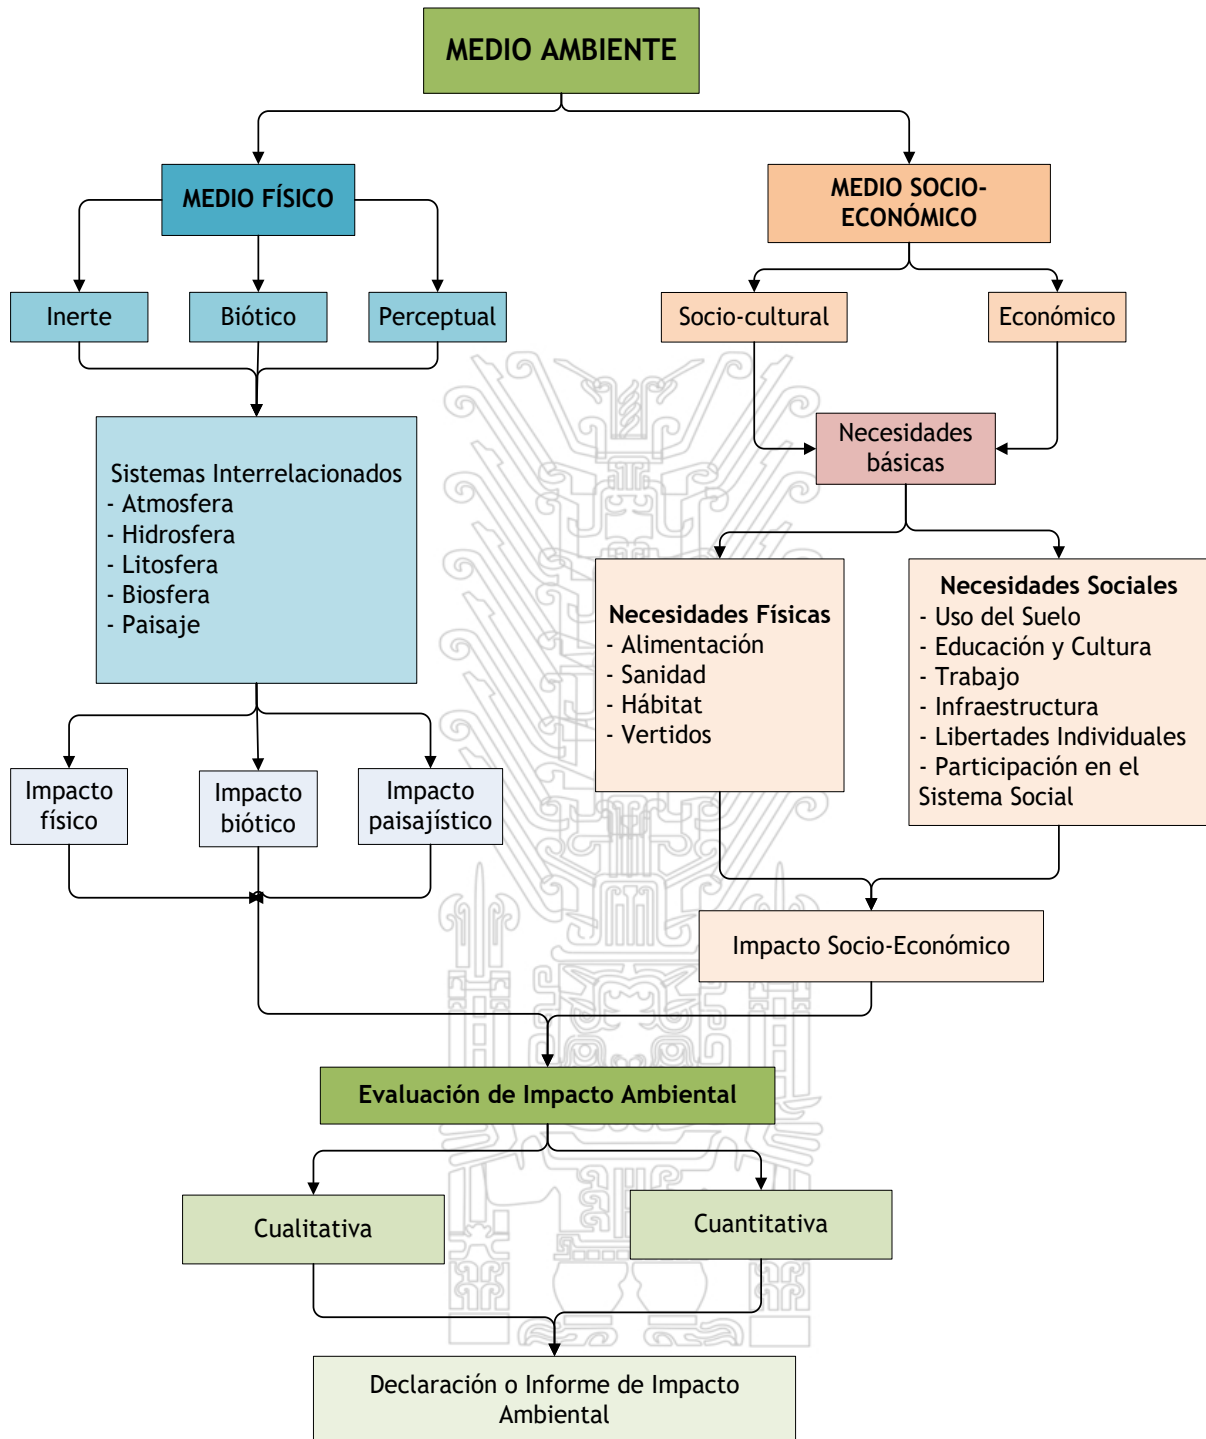 MEDIO AMBIENTE
MEDIO FÍSICO
MEDIO SOCIO-
ECONÓMICO
Inerte
Biótico
Perceptual
Socio-cultural
Económico
Necesidades
básicas
Sistemas Interrelacionados
- Atmosfera
- Hidrosfera
- Litosfera
- Biosfera
- Paisaje
Necesidades Físicas
- Alimentación
- Sanidad
- Hábitat
- Vertidos
Necesidades Sociales
- Uso del Suelo
- Educación y Cultura
- Trabajo
- Infraestructura
- Libertades Individuales
- Participación en el
Sistema Social
Impacto
físico
Impacto
biótico
Impacto
paisajístico
Impacto Socio-Económico
Evaluación de Impacto Ambiental
Cualitativa
Cuantitativa
Declaración o Informe de Impacto
Ambiental